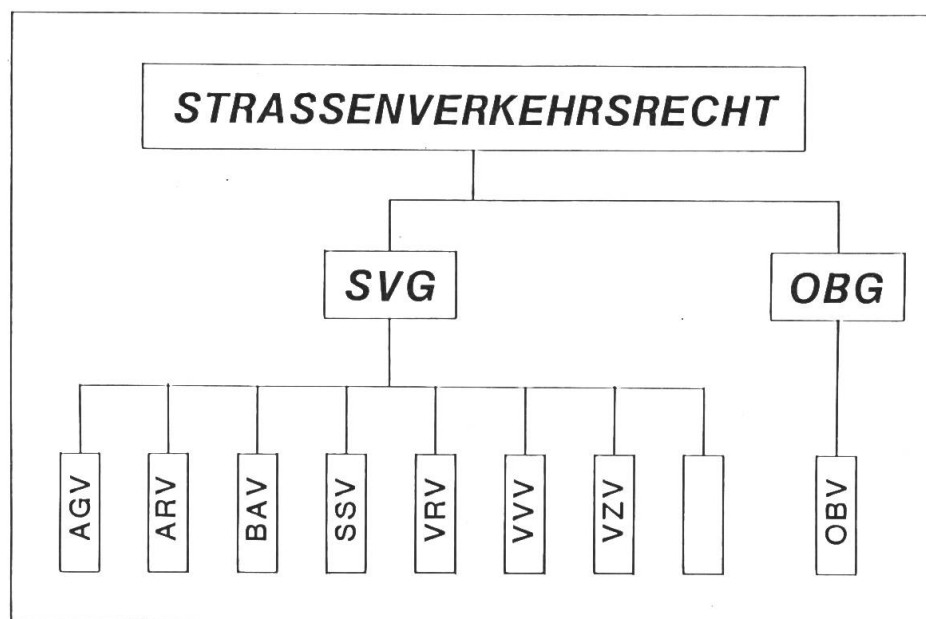 STRASSENVERKEHRSRECHT
SVG
OBG
AGV
ARV
BAV
SSV
VRV
VVV
VZV
OBV